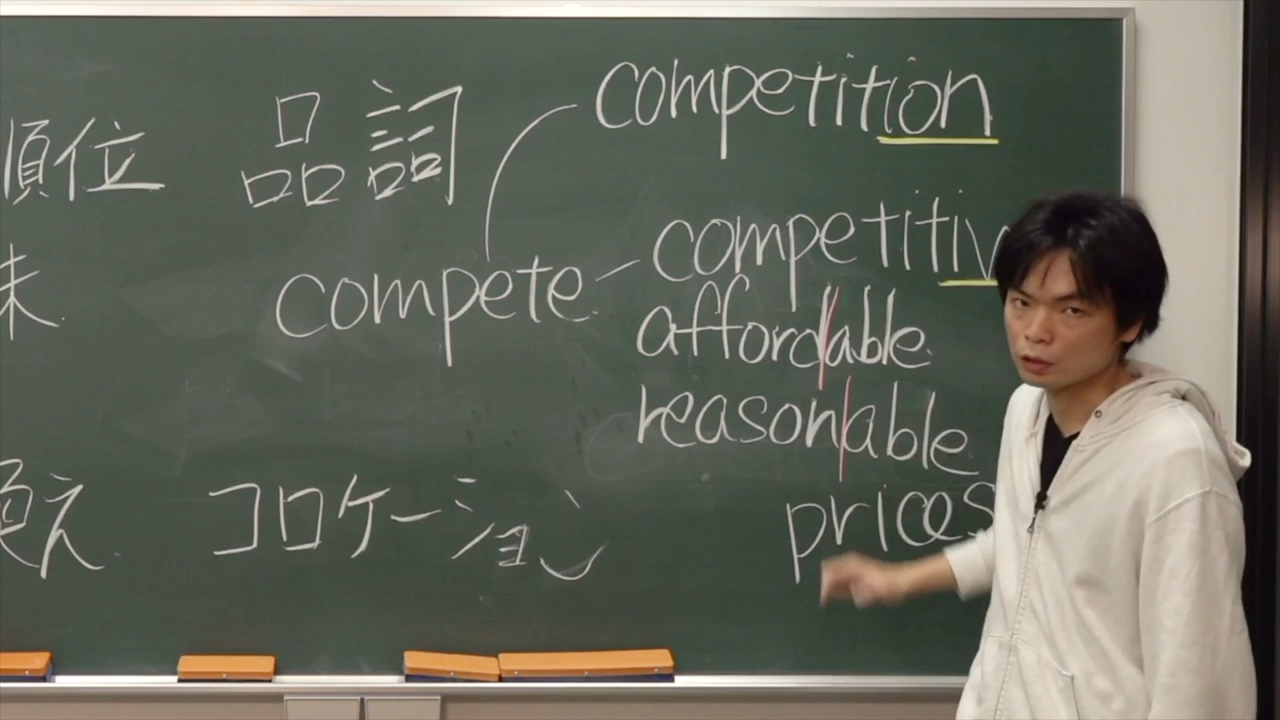 順位 品詞
competition
compete
competitiv
affordable
reasonable
prices
コロケーション